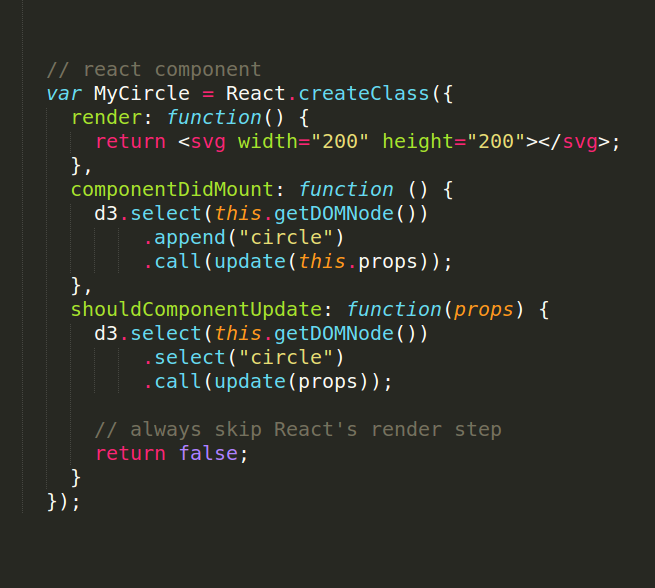 // react component
var MyCircle = React.createClass({
  render: function() {
    return <svg width="200" height="200"></svg>;
  },
  componentDidMount: function () {
    d3.select(this.getDOMNode())
        .append("circle")
        .call(update(this.props));
  },
  shouldComponentUpdate: function(props) {
    d3.select(this.getDOMNode())
        .select("circle")
        .call(update(props));

    // always skip React's render step
    return false;
  }
});